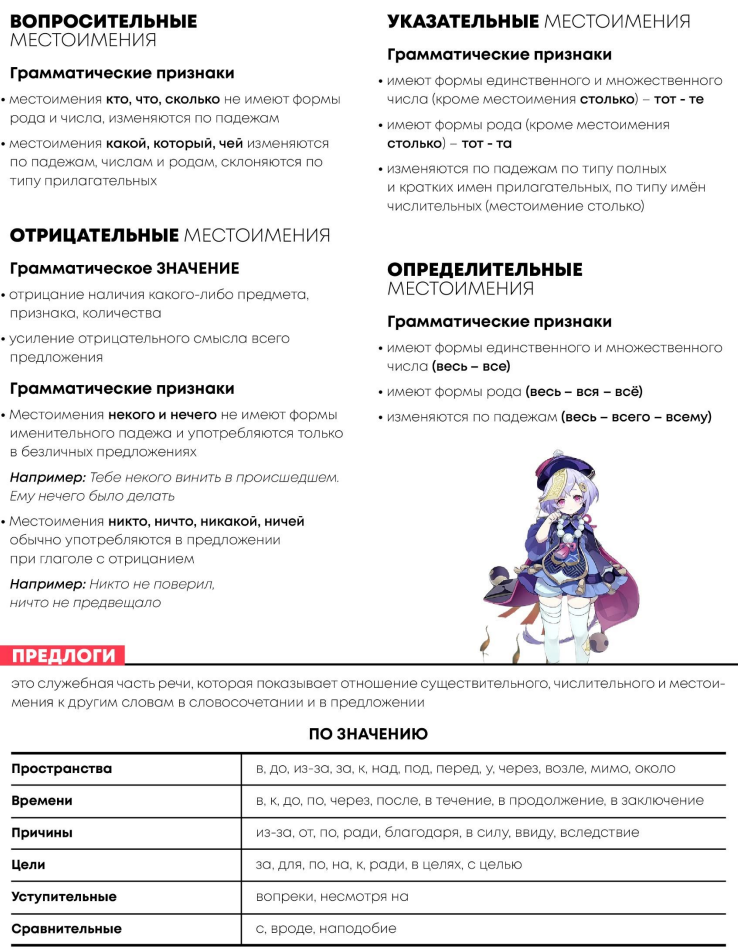 ВОПРОСИТЕЛЬНЫЕ
МЕСТОИМЕНИЯ
Грамматические признаки
• местоимения кто, что, сколько не имеют формы
рода и числа, изменяются по падежам
• местоимения какой, который, чей изменяются
по падежам, числам и родам, склоняются по
типу прилагательных
ОТРИЦАТЕЛЬНЫЕ МЕСТОИМЕНИЯ
Грамматическое ЗНАЧЕНИЕ
• отрицание наличия какого-либо предмета,
признака, количества
• усиление отрицательного смысла всего
предложения
Грамматические признаки
• Местоимения некого и нечего не имеют формы
именительного падежа и употребляются только
в безличных предложениях
Например: Тебе некого винить в происшедшем.
Ему нечего было делать
• Местоимения никто, ничто, никакой, ничей
обычно употребляются в предложении
при глаголе с отрицанием
Например: Никто не поверил,
ничто не предвещало
УКАЗАТЕЛЬНЫЕ МЕСТОИМЕНИЯ
Грамматические признаки
• имеют формы единственного и множественного
числа (кроме местоимения столько) – тот - те
• имеют формы рода (кроме местоимения
столько) – тот - та
• изменяются по падежам по типу полных
и кратких имен прилагательных, по типу имён
числительных (местоимение столько)
ОПРЕДЕЛИТЕЛЬНЫЕ
МЕСТОИМЕНИЯ
Грамматические признаки
• имеют формы единственного и множественного
числа (весь – все)
• имеют формы рода (весь – вся – всё)
• изменяются по падежам (весь – всего – всему)
ПРЕДЛОГИ
это служебная часть речи, которая показывает отношение существительного, числительного и местои-
мения к другим словам в словосочетании и в предложении
ПО ЗНАЧЕНИЮ
Пространства в, до, из-за, за, к, над, под, перед, у, через, возле, мимо, около
Времени в, к, до, по, через, после, в течение, в продолжение, в заключение
Причины из-за, от, по, ради, благодаря, в силу, ввиду, вследствие
Цели за, для, по, на, к, ради, в целях, с целью
Уступительные вопреки, несмотря на
Сравнительные с, вроде, наподобие